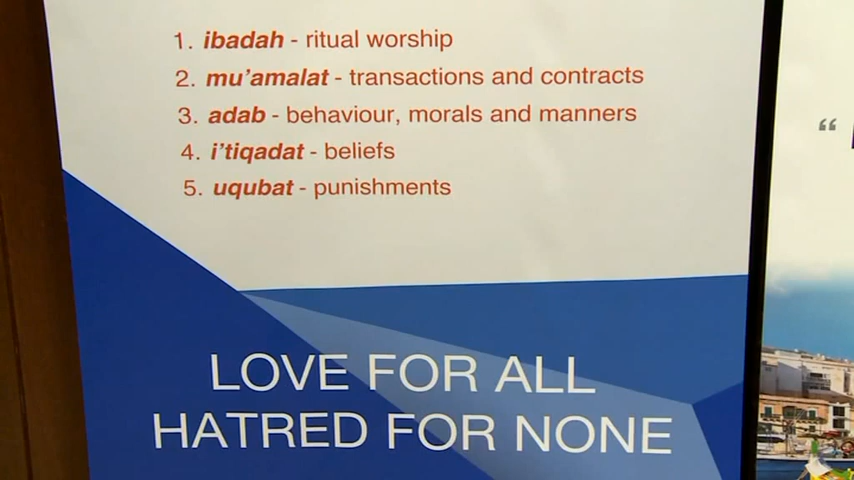 1. ibadah - ritual worship
2. mu'amalat - transactions and contracts
3. adab - behaviour, morals and manners
4. i'tiqadat - beliefs
5. uqubat - punishments
LOVE FOR ALL
HATRED FOR NONE
“